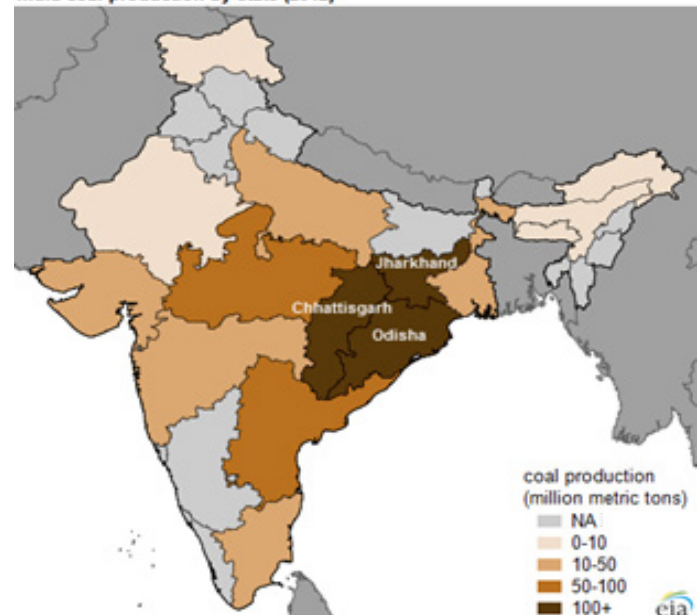 Jharkhand
Chhattisgarh
Odisha
coal production
(million metric tons)
NA
0-10
10-50
50-100
100+
eia